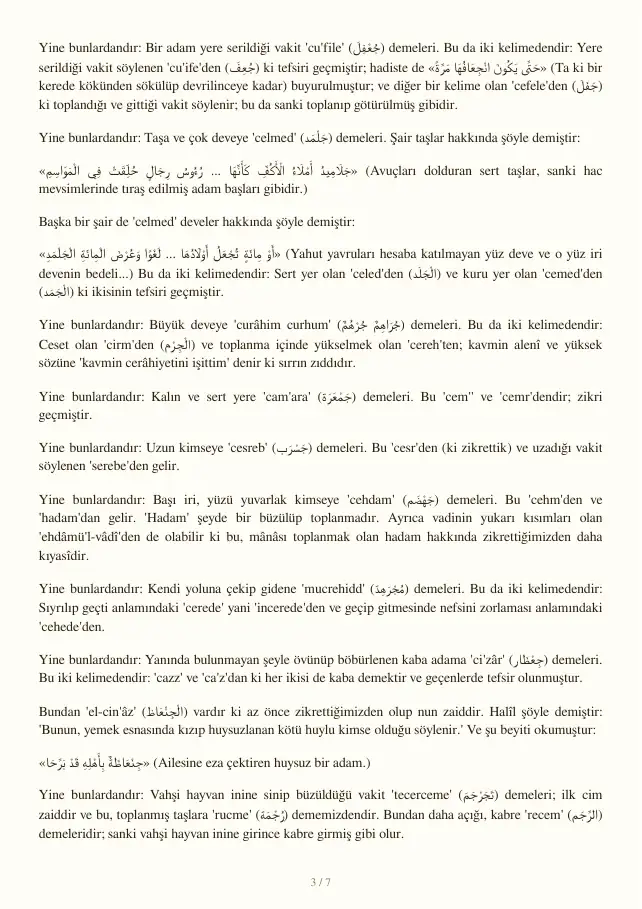 Yine bunlardandır: Bir adam yere serildiği vakit 'cu'file' (جُعْفِلَ) demeleri. Bu da iki kelimedendir: Yere
serildiği vakit söylenen 'cu'ife'den (جُعِفَ) ki tefsiri geçmiştir; hadiste de «حَتَّى يَكُونَ انْجِعَافُهَا مَرَّةً» (Ta ki bir
kerede kökünden sökülüp devrilinceye kadar) buyurulmuştur; ve diğer bir kelime olan 'cefele'den (جَفَلَ)
ki toplandığı ve gittiği vakit söylenir; bu da sanki toplanıp götürülmüş gibidir.
Yine bunlardandır: Taşa ve çok deveye 'celmed' (جَلْمَد) demeleri. Şair taşlar hakkında şöyle demiştir:
«جَلَامِيدُ أَمْلَاءُ الْأَكُفِّ كَأَنَّهَا ... رُءُوسُ رِجَالٍ حُلِّقَتْ فِي الْمَوَاسِمِ» (Avuçları dolduran sert taşlar, sanki hac
mevsimlerinde tıraş edilmiş adam başları gibidir.)
Başka bir şair de 'celmed' develer hakkında şöyle demiştir:
«أَوْ مِائَةٍ تُجْعَلُ أَوْلَادُهَا ... لَغْوًا وَعُرْضَ الْمِائَةِ الْجَلْمَدِ» (Yahut yavruları hesaba katılmayan yüz deve ve o yüz iri
devenin bedeli...) Bu da iki kelimedendir: Sert yer olan 'celed'den (الْجَلَد) ve kuru yer olan 'cemed'den
(الْجَمَد) ki ikisinin tefsiri geçmiştir.
Yine bunlardandır: Büyük deveye 'curâhim curhum' (جُرَاهِمٌ جُرْهُمٌ) demeleri. Bu da iki kelimedendir:
Ceset olan 'cirm'den (الْجِرْم) ve toplanma içinde yükselmek olan 'cereh'ten; kavmin alenî ve yüksek
sözüne 'kavmin cerâhiyetini işittim' denir ki sırrın zıddıdır.
Yine bunlardandır: Kalın ve sert yere 'cam'ara' (جَمْعَرَة) demeleri. Bu 'cem'' ve 'cemr'dendir; zikri
geçmiştir.
Yine bunlardandır: Uzun kimseye 'cesreb' (جَسْرَب) demeleri. Bu 'cesr'den (ki zikrettik) ve uzadığı vakit
söylenen 'serebe'den gelir.
Yine bunlardandır: Başı iri, yüzü yuvarlak kimseye 'cehdam' (جَهْضَم) demeleri. Bu 'cehm'den ve
'hadam'dan gelir. 'Hadam' şeyde bir büzülüp toplanmadır. Ayrıca vadinin yukarı kısımları olan
'ehdâmü'l-vâdî'den de olabilir ki bu, mânâsı toplanmak olan hadam hakkında zikrettiğimizden daha
kıyasîdir.
Yine bunlardandır: Kendi yoluna çekip gidene 'mucrehidd' (مُجْرَهِدّ) demeleri. Bu da iki kelimedendir:
Sıyrılıp geçti anlamındaki 'cerede' yani 'incerede'den ve geçip gitmesinde nefsini zorlaması anlamındaki
'cehede'den.
Yine bunlardandır: Yanında bulunmayan şeyle övünüp böbürlenen kaba adama 'ci'zâr' (جِعْظَار) demeleri.
Bu iki kelimedendir: 'cazz' ve 'ca'z'dan ki her ikisi de kaba demektir ve geçenlerde tefsir olunmuştur.
Bundan 'el-cin'âz' (الْجِنْعَاظ) vardır ki az önce zikrettiğimizden olup nun zaiddir. Halîl şöyle demiştir:
'Bunun, yemek esnasında kızıp huysuzlanan kötü huylu kimse olduğu söylenir.' Ve şu beyiti okumuştur:
«جِنْعَاظَةٌ بِأَهْلِهِ قَدْ بَرَّحَا» (Ailesine eza çektiren huysuz bir adam.)
Yine bunlardandır: Vahşi hayvan inine sinip büzüldüğü vakit 'tecerceme' (تَجَرْجَمَ) demeleri; ilk cim
zaiddir ve bu, toplanmış taşlara 'rucme' (رُجْمَة) dememizdendir. Bundan daha açığı, kabre 'recem' (الرَّجَم)
demeleridir; sanki vahşi hayvan inine girince kabre girmiş gibi olur.
3 / 7